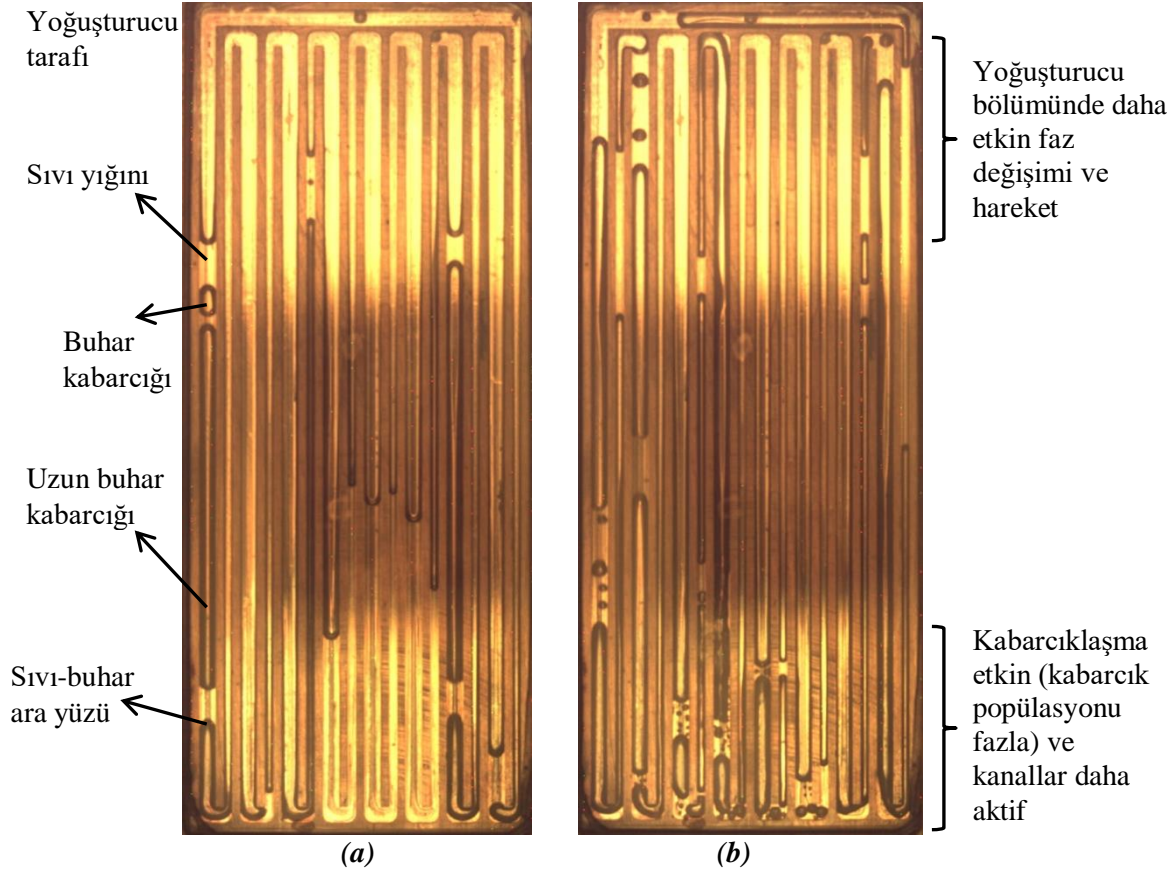 Yoğuşturucu
tarafı
Sıvı yığını
Buhar
kabarcığı
Uzun buhar
kabarcığı
Sıvı-buhar
ara yüzü
(a)
(b)
Yoğuşturucu
bölümünde daha
etkin faz
değişimi ve
hareket
Kabarcıklaşma
etkin (kabarcık
popülasyonu
fazla) ve
kanallar daha
aktif